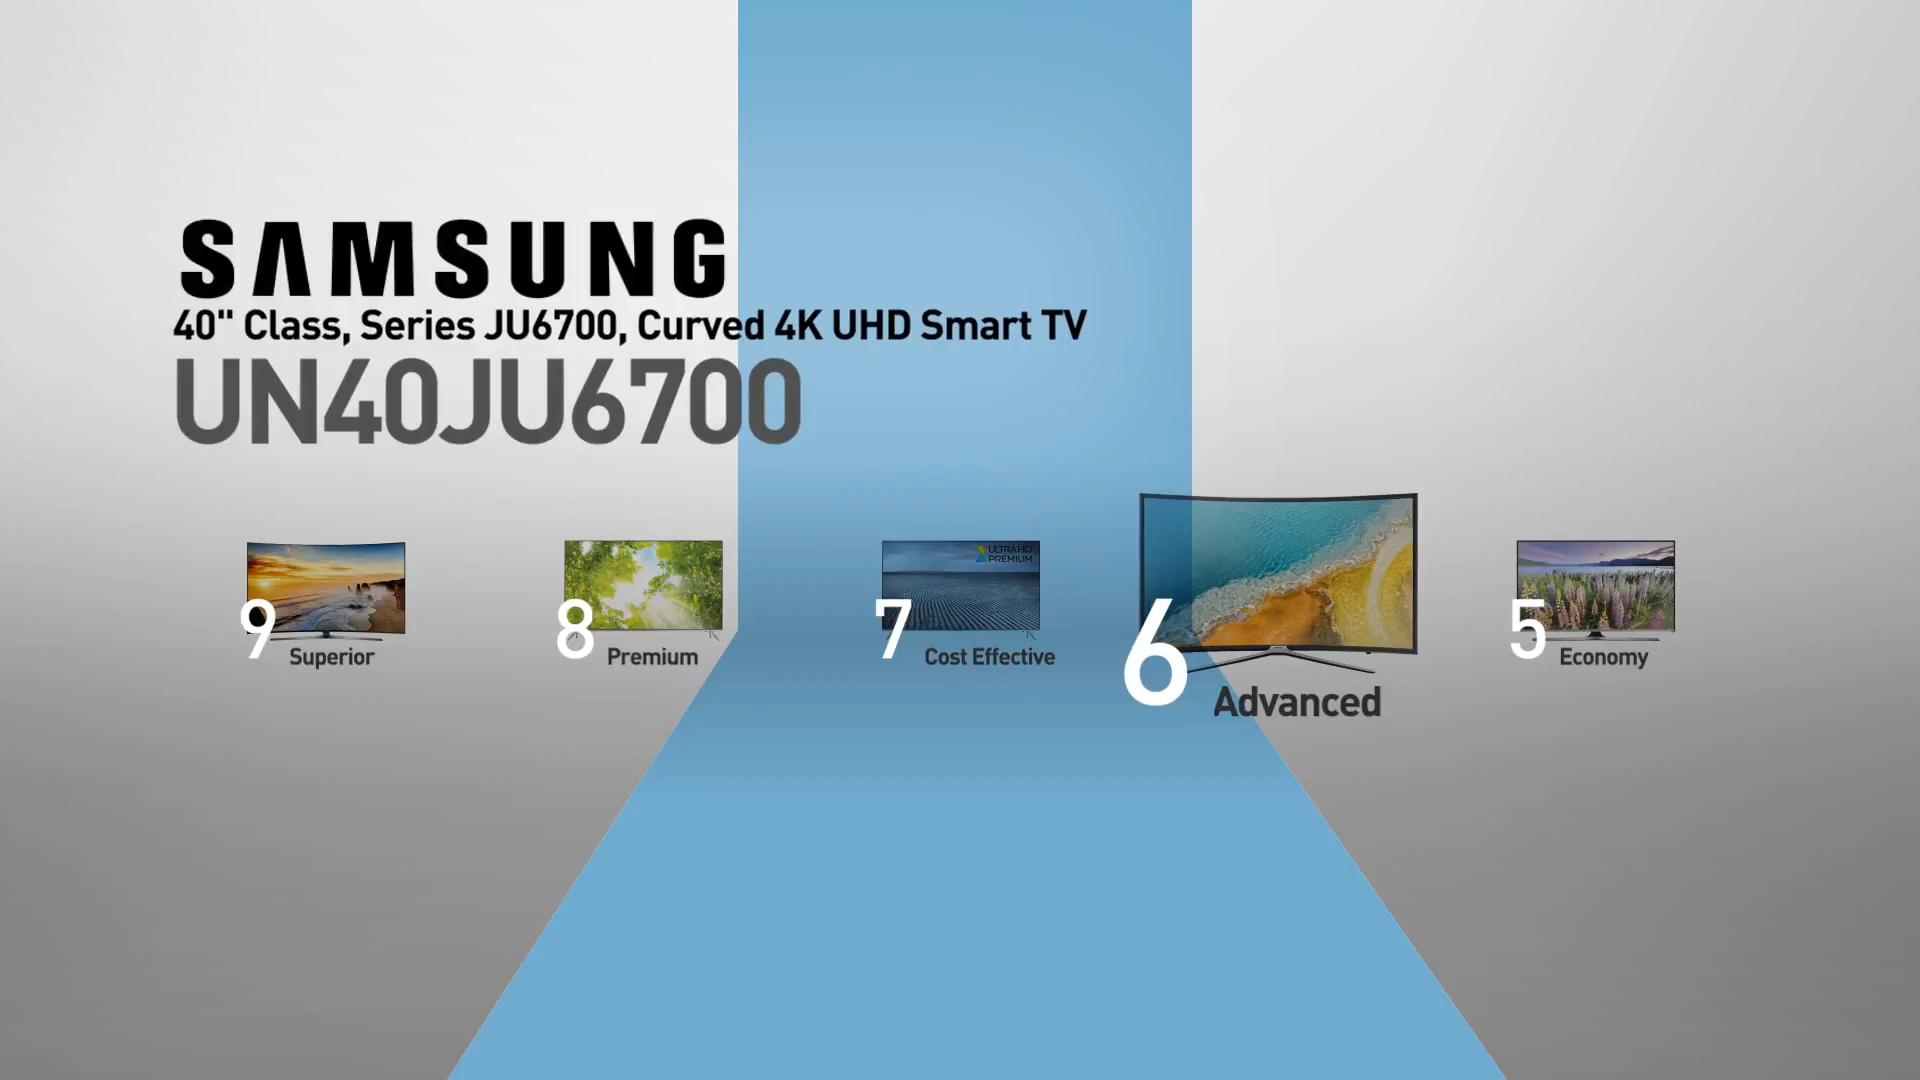 SAMSUNG
40" Class, Series JU6700, Curved 4K UHD Smart TV
UN40JU6700
ULTRA HD
PREMIUM
9
Superior
8
Premium
7
Cost Effective
6
Advanced
5
Economy